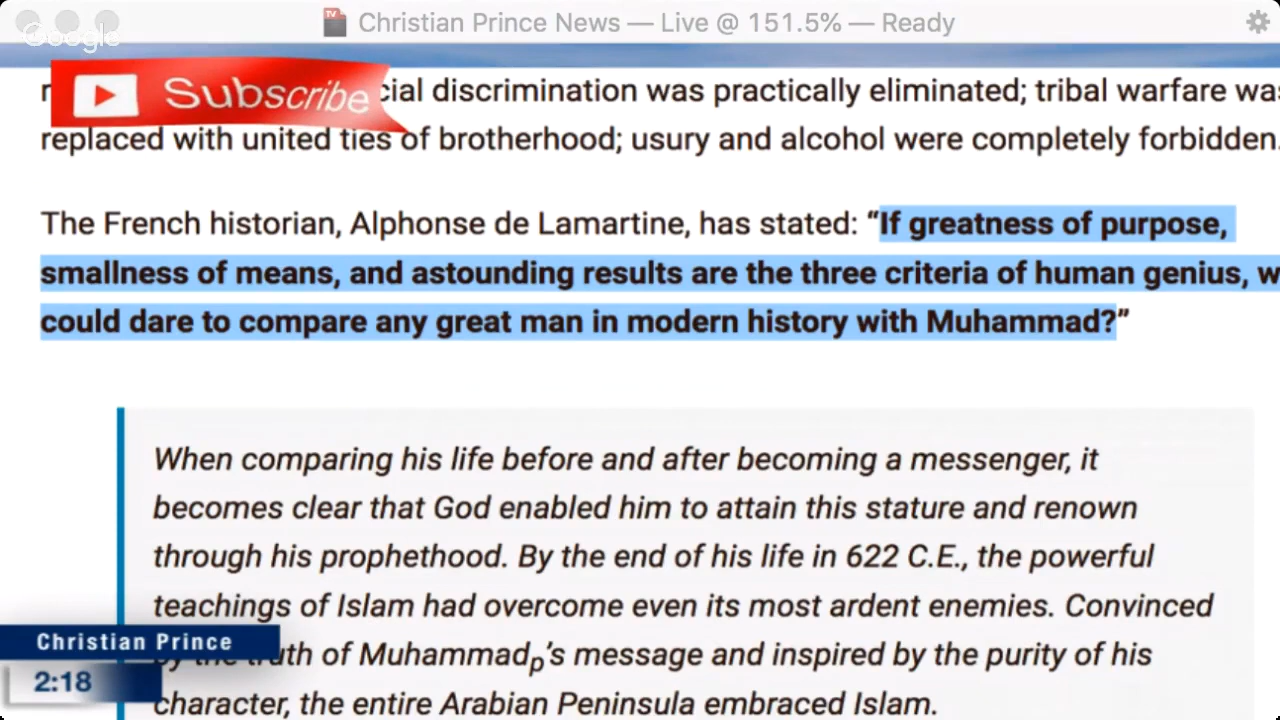 Christian Prince News — Live @ 151.5% — Ready
Google
Subscribe
cial discrimination was practically eliminated; tribal warfare was
replaced with united ties of brotherhood; usury and alcohol were completely forbidden.
The French historian, Alphonse de Lamartine, has stated: “If greatness of purpose,
smallness of means, and astounding results are the three criteria of human genius, w
could dare to compare any great man in modern history with Muhammad?”
When comparing his life before and after becoming a messenger, it
becomes clear that God enabled him to attain this stature and renown
through his prophethood. By the end of his life in 622 C.E., the powerful
teachings of Islam had overcome even its most ardent enemies. Convinced
by the truth of Muhammadp’s message and inspired by the purity of his
character, the entire Arabian Peninsula embraced Islam.
Christian Prince
2:18